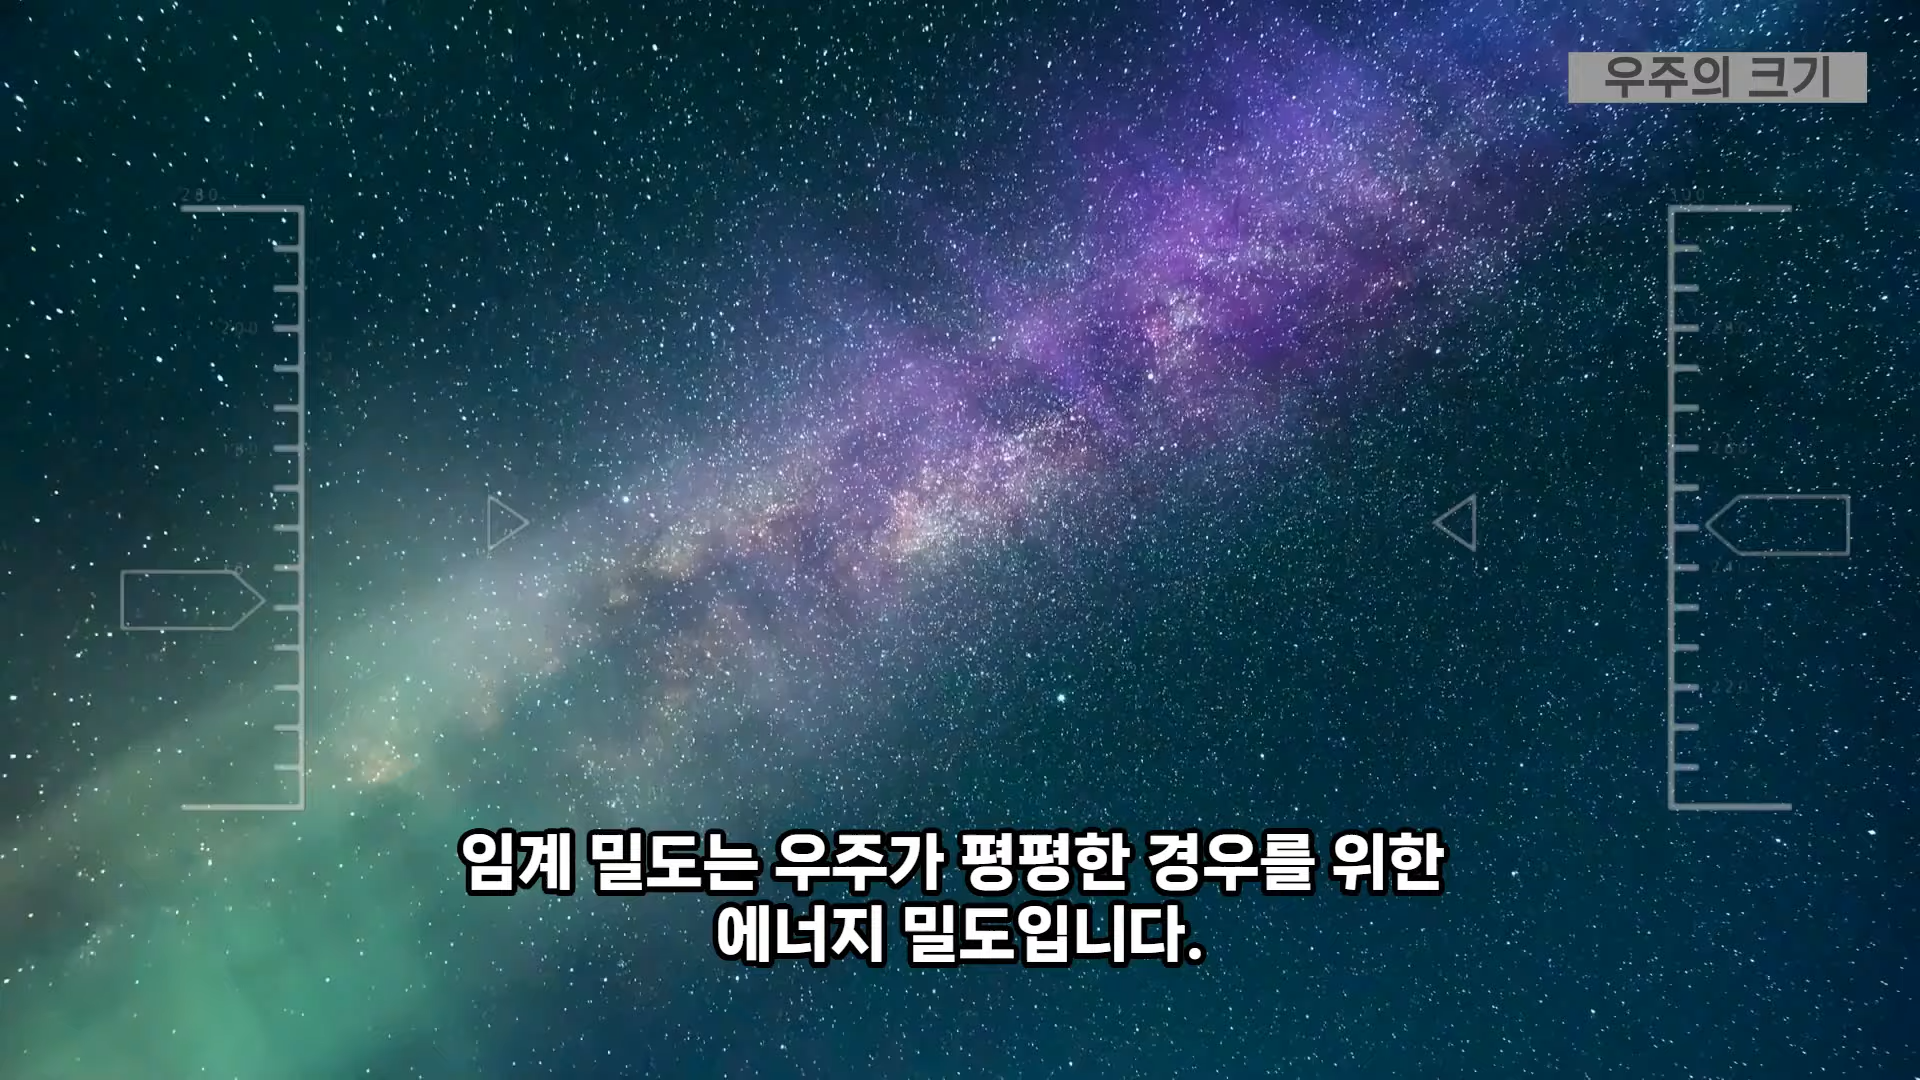 우주의 크기
임계 밀도는 우주가 평평한 경우를 위한
에너지 밀도입니다.